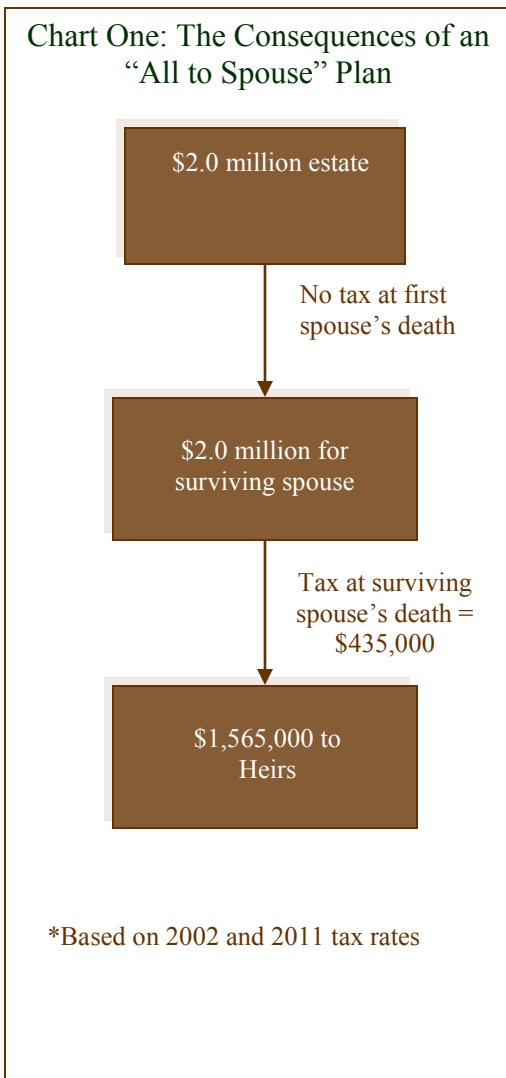 Chart One: The Consequences of an
“All to Spouse” Plan
$2.0 million estate
No tax at first
spouse’s death
$2.0 million for
surviving spouse
Tax at surviving
spouse’s death =
$435,000
$1,565,000 to
Heirs
*Based on 2002 and 2011 tax rates